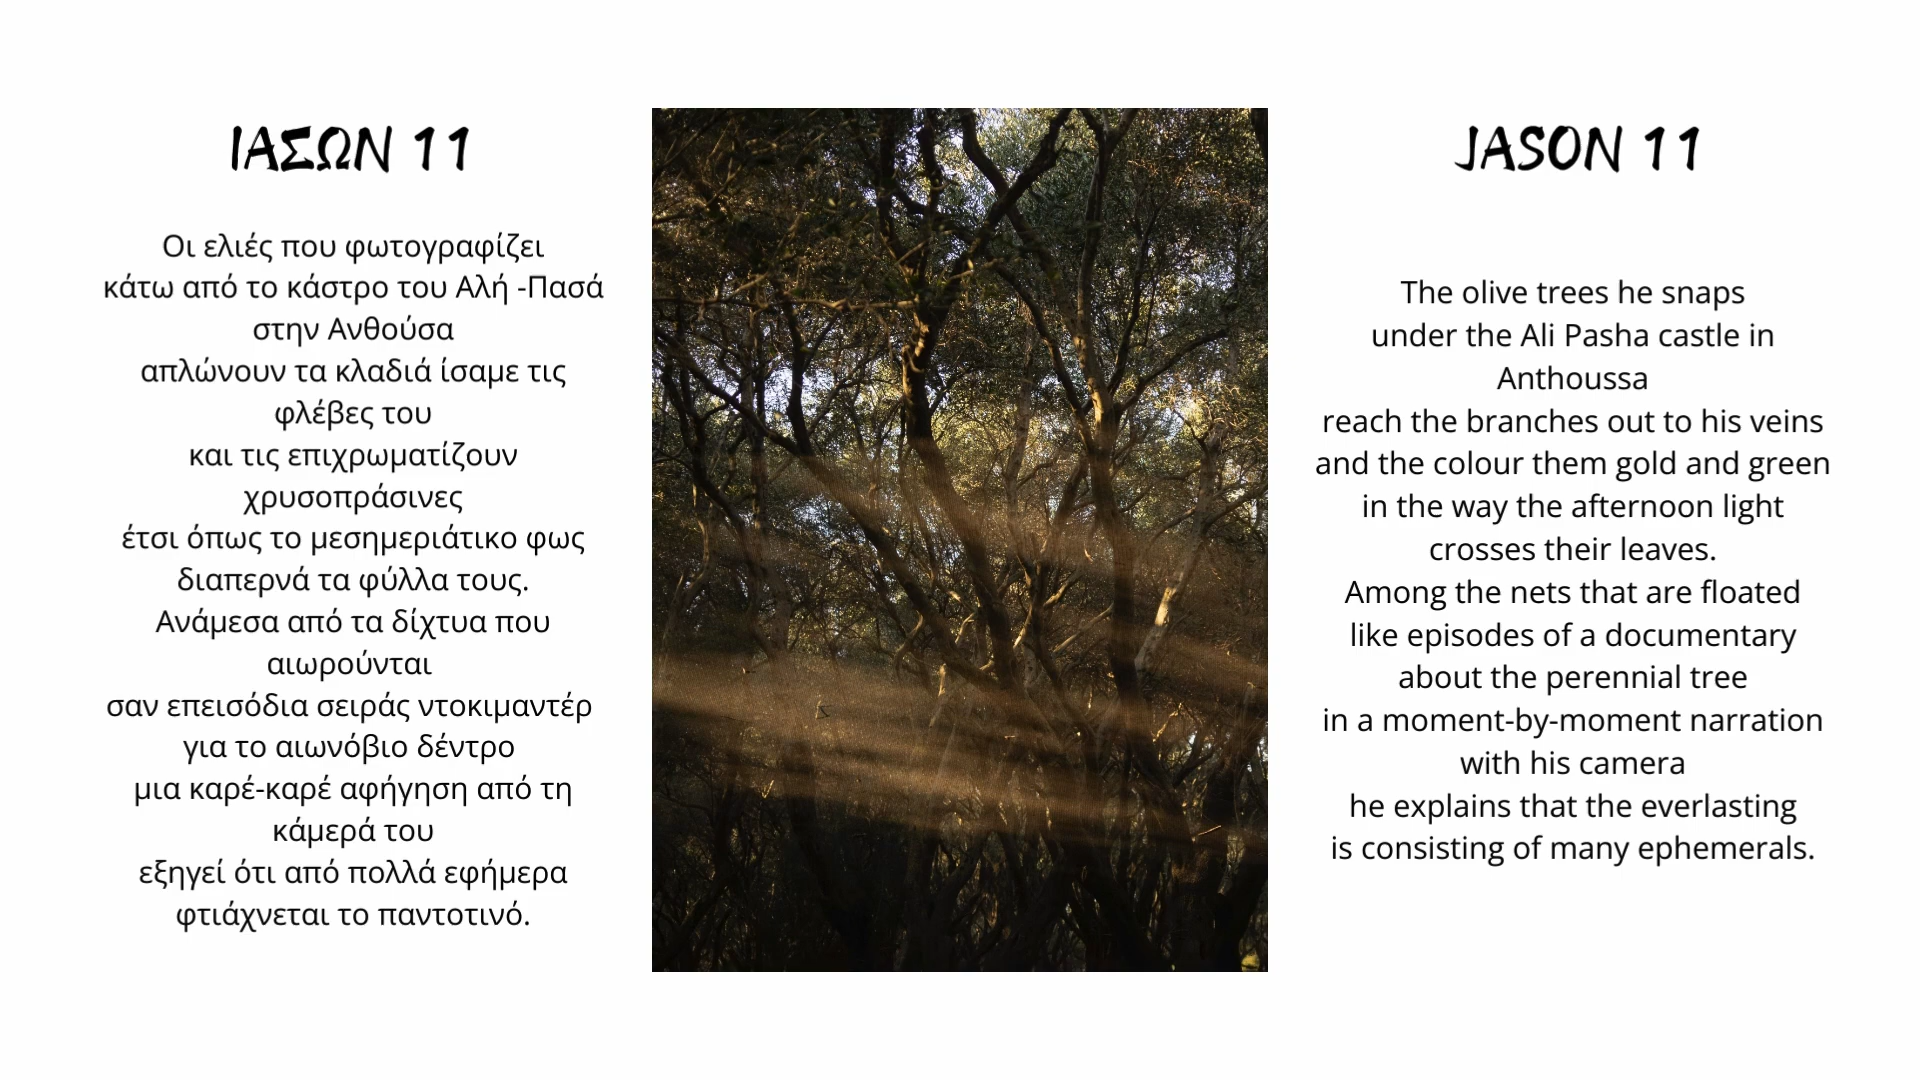 ΙΑΣΩΝ 11
Οι ελιές που φωτογραφίζει
κάτω από το κάστρο του Αλή -Πασά
στην Ανθούσα
απλώνουν τα κλαδιά ίσαμε τις
φλέβες του
και τις επιχρωματίζουν
χρυσοπράσινες
έτσι όπως το μεσημεριάτικο φως
διαπερνά τα φύλλα τους.
Ανάμεσα από τα δίχτυα που
αιωρούνται
σαν επεισόδια σειράς ντοκιμαντέρ
για το αιωνόβιο δέντρο
μια καρέ-καρέ αφήγηση από τη
κάμερά του
εξηγεί ότι από πολλά εφήμερα
φτιάχνεται το παντοτινό.
JASON 11
The olive trees he snaps
under the Ali Pasha castle in
Anthoussa
reach the branches out to his veins
and the colour them gold and green
in the way the afternoon light
crosses their leaves.
Among the nets that are floated
like episodes of a documentary
about the perennial tree
in a moment-by-moment narration
with his camera
he explains that the everlasting
is consisting of many ephemerals.